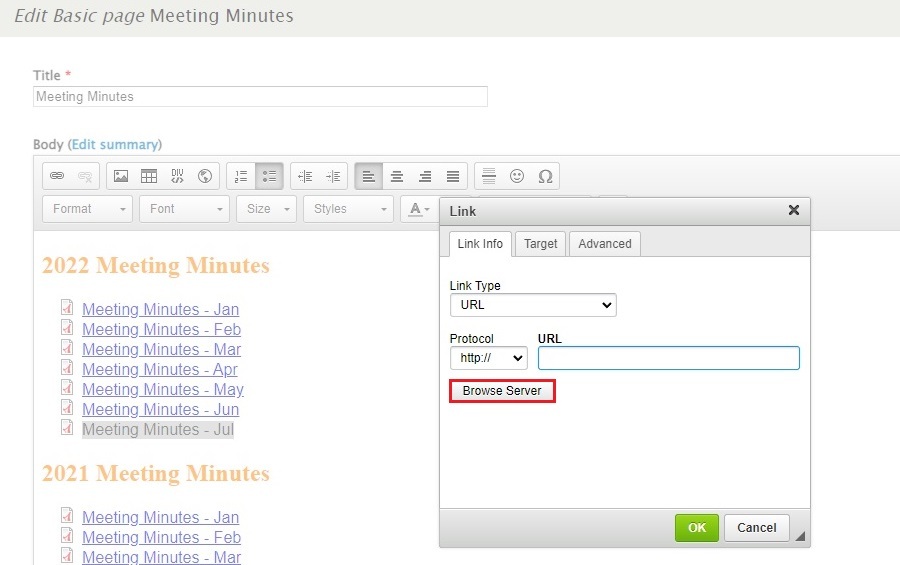 Edit Basic page Meeting Minutes
Title *
Meeting Minutes
Body (Edit summary)
DIV
Format
Font
Size
Styles
A
2022 Meeting Minutes
Meeting Minutes - Jan
Meeting Minutes - Feb
Meeting Minutes - Mar
Meeting Minutes - Apr
Meeting Minutes - May
Meeting Minutes - Jun
Meeting Minutes - Jul
2021 Meeting Minutes
Meeting Minutes - Jan
Meeting Minutes - Feb
Meeting Minutes - Mar
Link
Link Info Target Advanced
Link Type
URL
Protocol URL
http://
Browse Server
OK Cancel